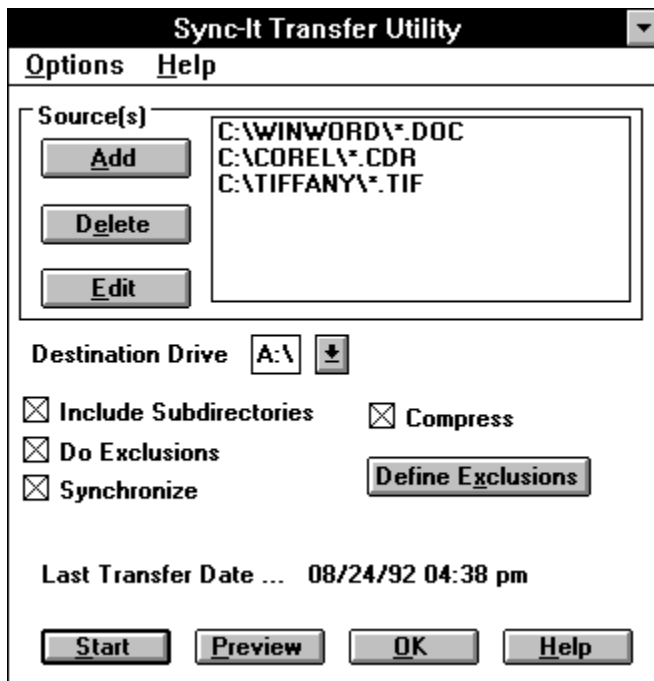 Sync-It Transfer Utility
Options Help
Source(s)
Add
Delete
Edit
C:\WINWORD\*.DOC
C:\COREL\*.CDR
C:\TIFFANY\*.TIF
Destination Drive A:\
Include Subdirectories
Do Exclusions
Synchronize
Compress
Define Exclusions
Last Transfer Date ... 08/24/92 04:38 pm
Start Preview OK Help